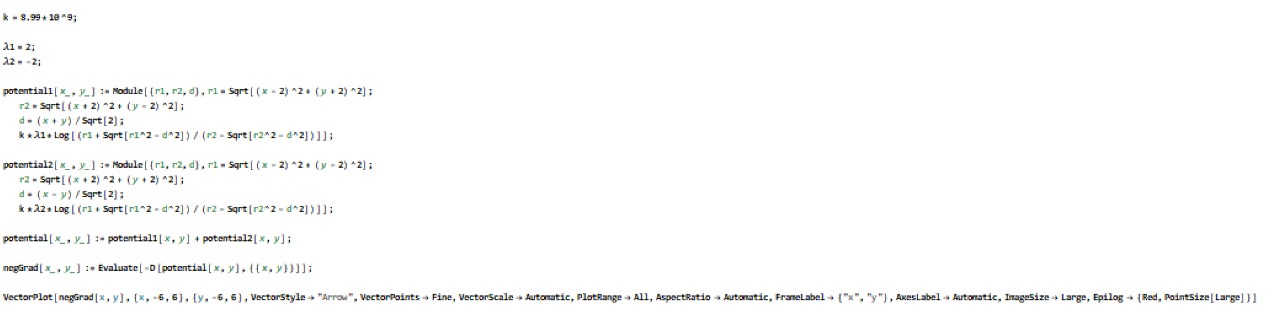 k = 8.99*10^9;
λ1 = 2;
λ2 = -2;
potential1[x_, y_] := Module[{r1, r2, d}, r1 = Sqrt[(x - 2)^2 + (y + 2)^2];
r2 = Sqrt[(x + 2)^2 + (y - 2)^2];
d = (x + y) / Sqrt[2];
k*λ1*Log[(r1 + Sqrt[r1^2 - d^2]) / (r2 - Sqrt[r2^2 - d^2])]];
potential2[x_, y_] := Module[{r1, r2, d}, r1 = Sqrt[(x - 2)^2 + (y - 2)^2];
r2 = Sqrt[(x + 2)^2 + (y + 2)^2];
d = (x - y) / Sqrt[2];
k*λ2*Log[(r1 + Sqrt[r1^2 - d^2]) / (r2 - Sqrt[r2^2 - d^2])]];
potential[x_, y_] := potential1[x, y] + potential2[x, y];
negGrad[x_, y_] := Evaluate[-D[potential[x, y], {{x, y}}]];
VectorPlot[negGrad[x, y], {x, -6, 6}, {y, -6, 6}, VectorStyle → "Arrow", VectorPoints → Fine, VectorScale → Automatic, PlotRange → All, AspectRatio → Automatic, FrameLabel → {"x", "y"}, AxesLabel → Automatic, ImageSize → Large, Epilog → {Red, PointSize[Large]}]